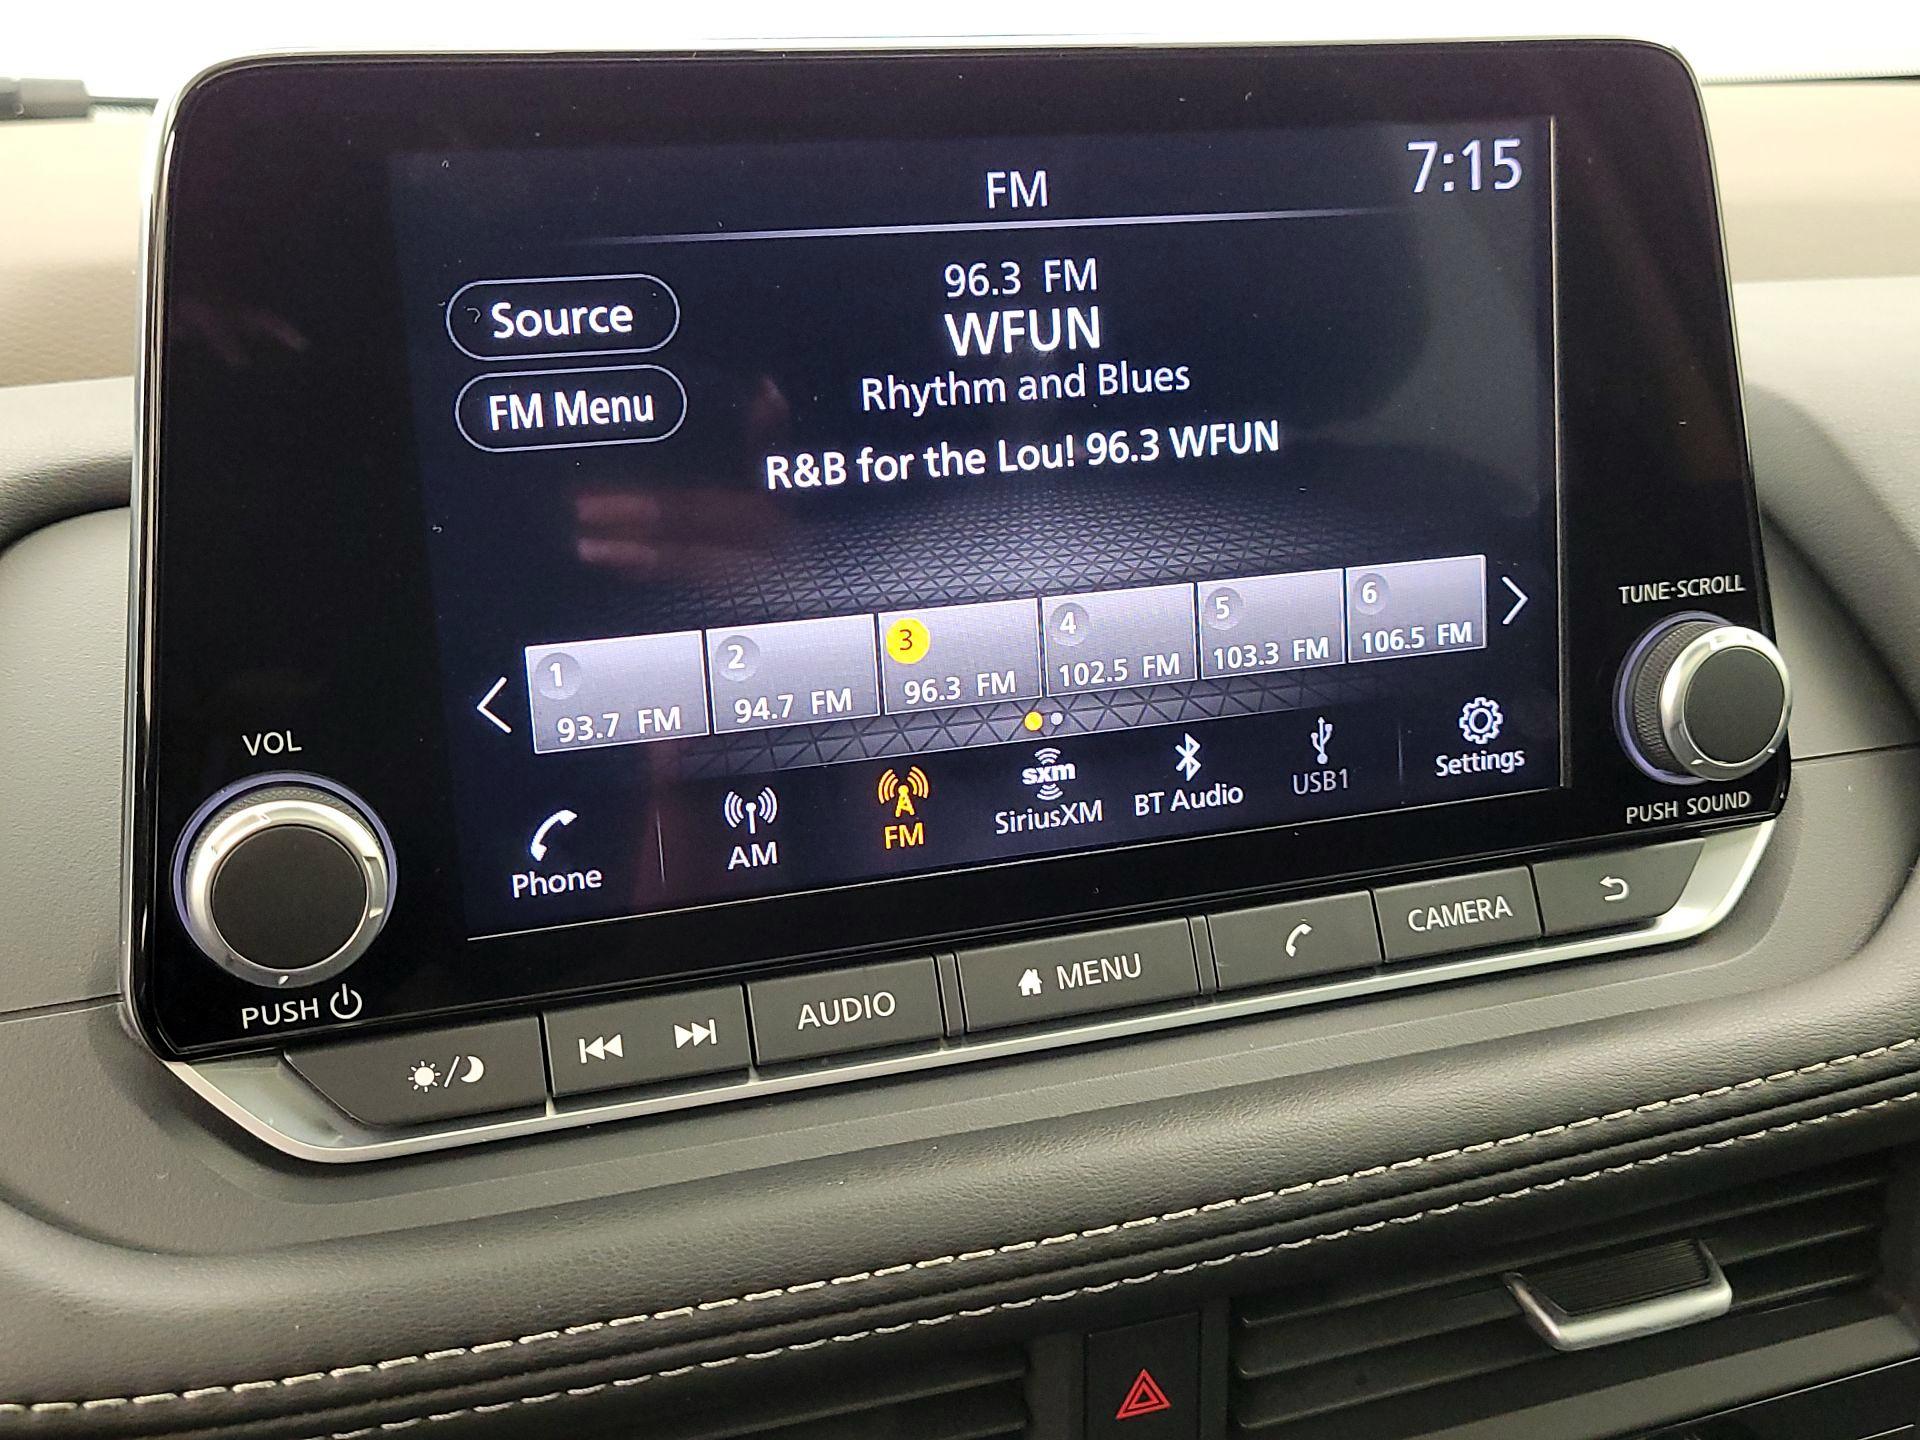 FM
7:15
96.3 FM
WFUN
Rhythm and Blues
R&B for the Lou! 96.3 WFUN
Source
FM Menu
1
93.7 FM
2
94.7 FM
3
96.3 FM
4
102.5 FM
5
103.3 FM
6
106.5 FM
Phone
AM
FM
sxm
SiriusXM
BT Audio
USB1
Settings
VOL
PUSH
TUNE·SCROLL
PUSH SOUND
AUDIO
MENU
CAMERA